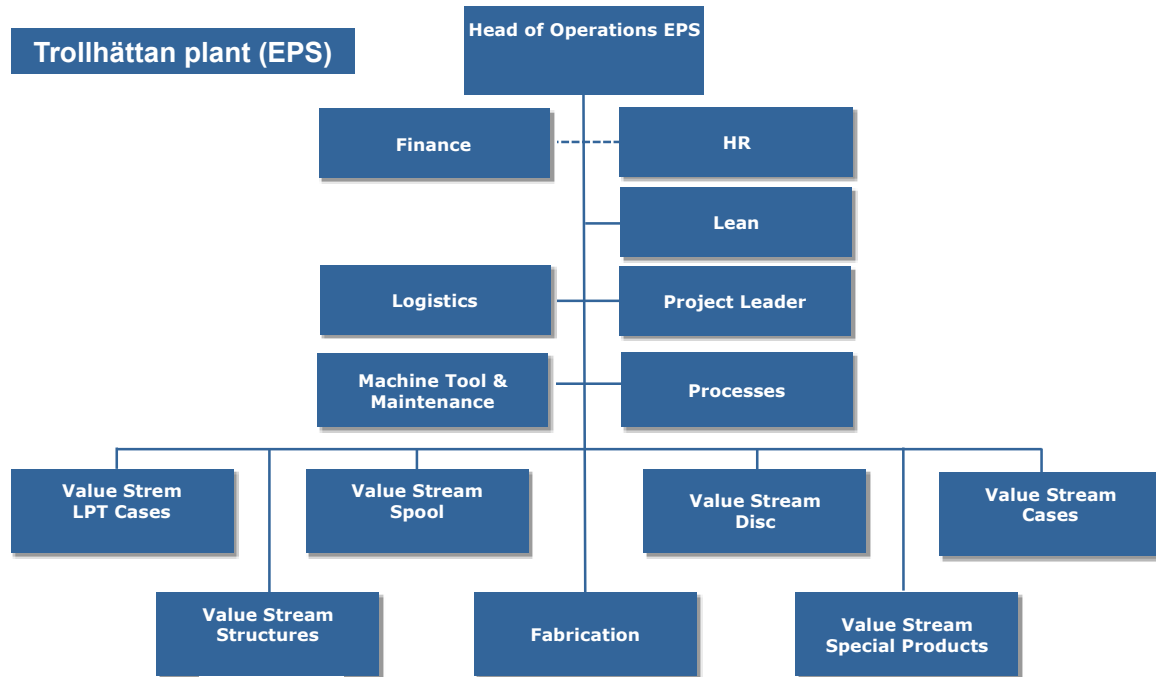 Head of Operations EPS
Trollhättan plant (EPS)
Finance
HR
Lean
Logistics
Project Leader
Machine Tool &
Maintenance
Processes
Value Strem
LPT Cases
Value Stream
Spool
Value Stream
Disc
Value Stream
Cases
Value Stream
Structures
Fabrication
Value Stream
Special Products